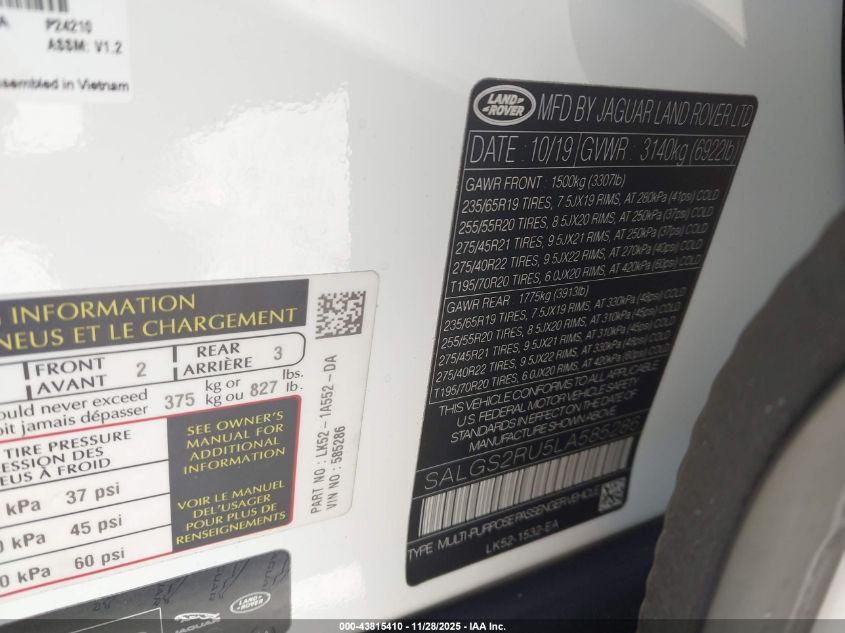 P24210
ASSM: V1.2
ssembled in Vietnam
LAND ROVER
MFD BY JAGUAR LAND ROVER LTD
DATE : 10/19 GVWR : 3140kg (6922lb)
GAWR FRONT : 1500kg (3307lb)
235/65R19 TIRES, 7.5JX19 RIMS, AT 280kPa (41psi) COLD
255/55R20 TIRES, 8.5JX20 RIMS, AT 250kPa (37psi) COLD
275/45R21 TIRES, 9.5JX21 RIMS, AT 250kPa (37psi) COLD
275/40R22 TIRES, 9.5JX22 RIMS, AT 270kPa (40psi) COLD
T195/70R20 TIRES, 6.0JX20 RIMS, AT 420kPa (60psi) COLD
GAWR REAR : 1775kg (3913lb)
235/65R19 TIRES, 7.5JX19 RIMS, AT 330kPa (48psi) COLD
255/55R20 TIRES, 8.5JX20 RIMS, AT 310kPa (45psi) COLD
275/45R21 TIRES, 9.5JX21 RIMS, AT 310kPa (45psi) COLD
275/40R22 TIRES, 9.5JX22 RIMS, AT 330kPa (48psi) COLD
T195/70R20 TIRES, 6.0JX20 RIMS, AT 420kPa (60psi) COLD
THIS VEHICLE CONFORMS TO ALL APPLICABLE
U.S. FEDERAL MOTOR VEHICLE SAFETY
STANDARDS IN EFFECT ON THE DATE OF
MANUFACTURE SHOWN ABOVE
SALGS2RU5LA585286
TYPE : MULTI-PURPOSE PASSENGER VEHICLE
LK52-1532-EA
INFORMATION
NEUS ET LE CHARGEMENT
FRONT
AVANT 2
REAR
ARRIÈRE 3
ould never exceed
oit jamais dépasser
375 kg or
kg ou 827 lbs.
lb.
TIRE PRESSURE
ESSION DES
EUS À FROID
kPa 37 psi
0 kPa 45 psi
0 kPa 60 psi
SEE OWNER'S
MANUAL FOR
ADDITIONAL
INFORMATION
VOIR LE MANUEL
DE L'USAGER
POUR PLUS DE
RENSEIGNEMENTS
PART NO : LK52-1A552-DA
VIN NO : 585286
JAGUAR
LAND ROVER
000-43815410 - 11/28/2025 - IAA Inc.